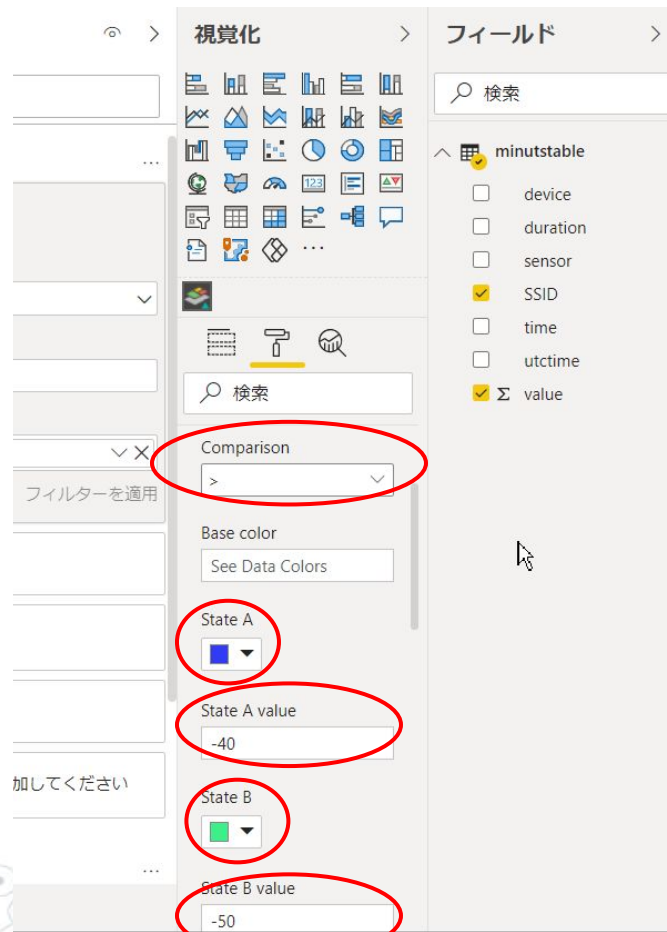 視覚化
フィールド
検索
minutstable
device
duration
sensor
SSID
time
utctime
Σ value
123
検索
Comparison
>
Base color
See Data Colors
State A
State A value
-40
State B
State B value
-50
フィルターを適用
加してください